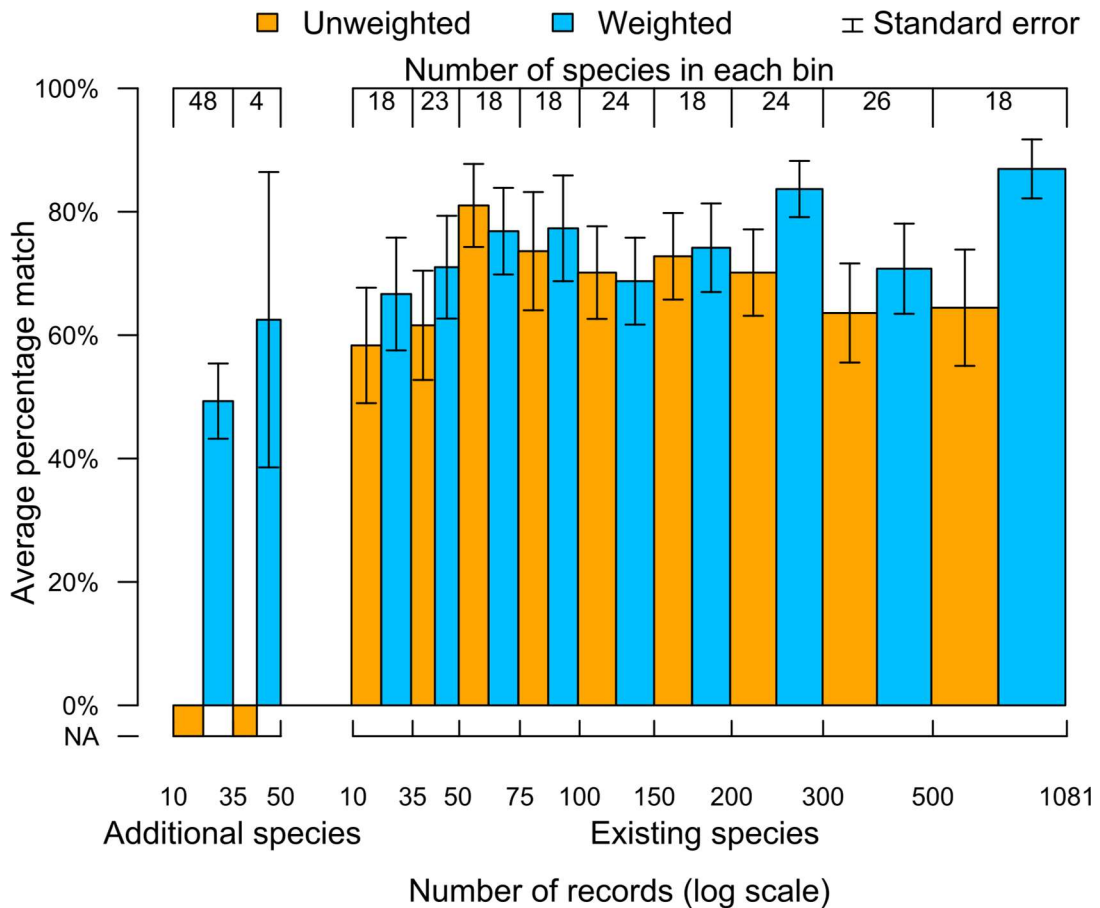 Unweighted Weighted Standard error
Number of species in each bin
48 4 18 23 18 18 24 18 24 26 18
100%
80%
60%
40%
20%
0%
NA
Average percentage match
10 35 50 10 35 50 75 100 150 200 300 500 1081
Additional species Existing species
Number of records (log scale)